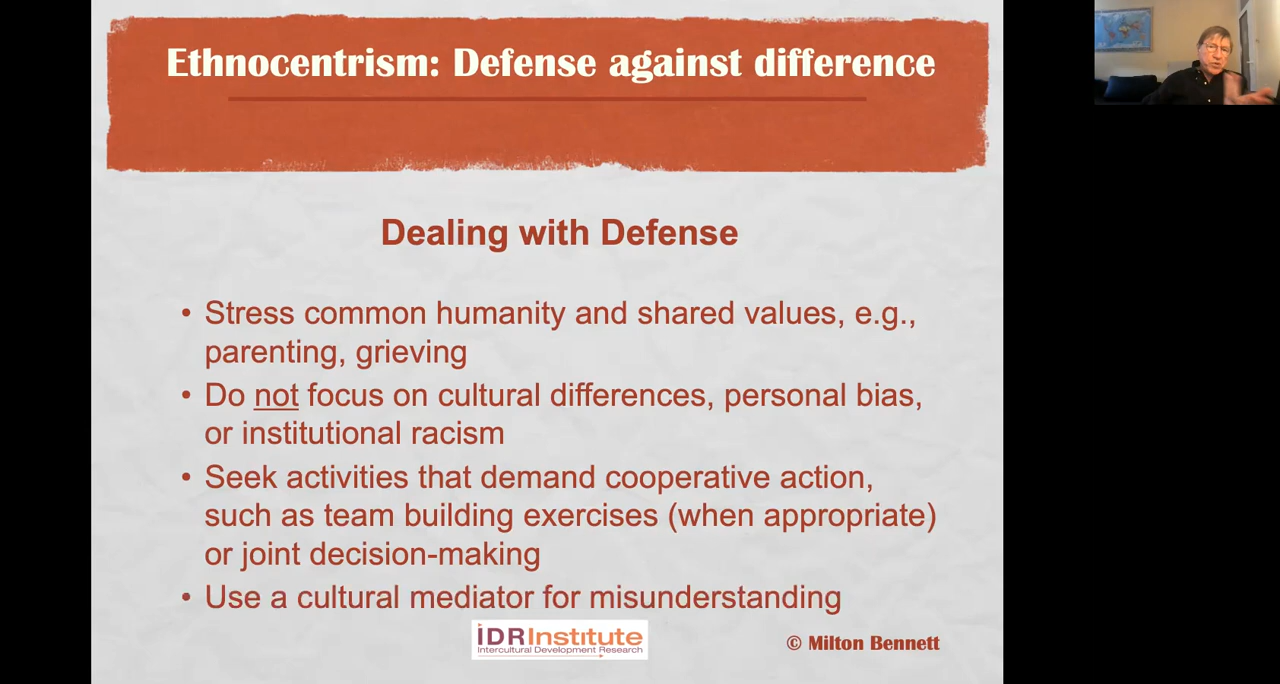 Ethnocentrism: Defense against difference
Dealing with Defense
• Stress common humanity and shared values, e.g.,
parenting, grieving
• Do not focus on cultural differences, personal bias,
or institutional racism
• Seek activities that demand cooperative action,
such as team building exercises (when appropriate)
or joint decision-making
• Use a cultural mediator for misunderstanding
IDRInstitute
Intercultural Development Research
© Milton Bennett